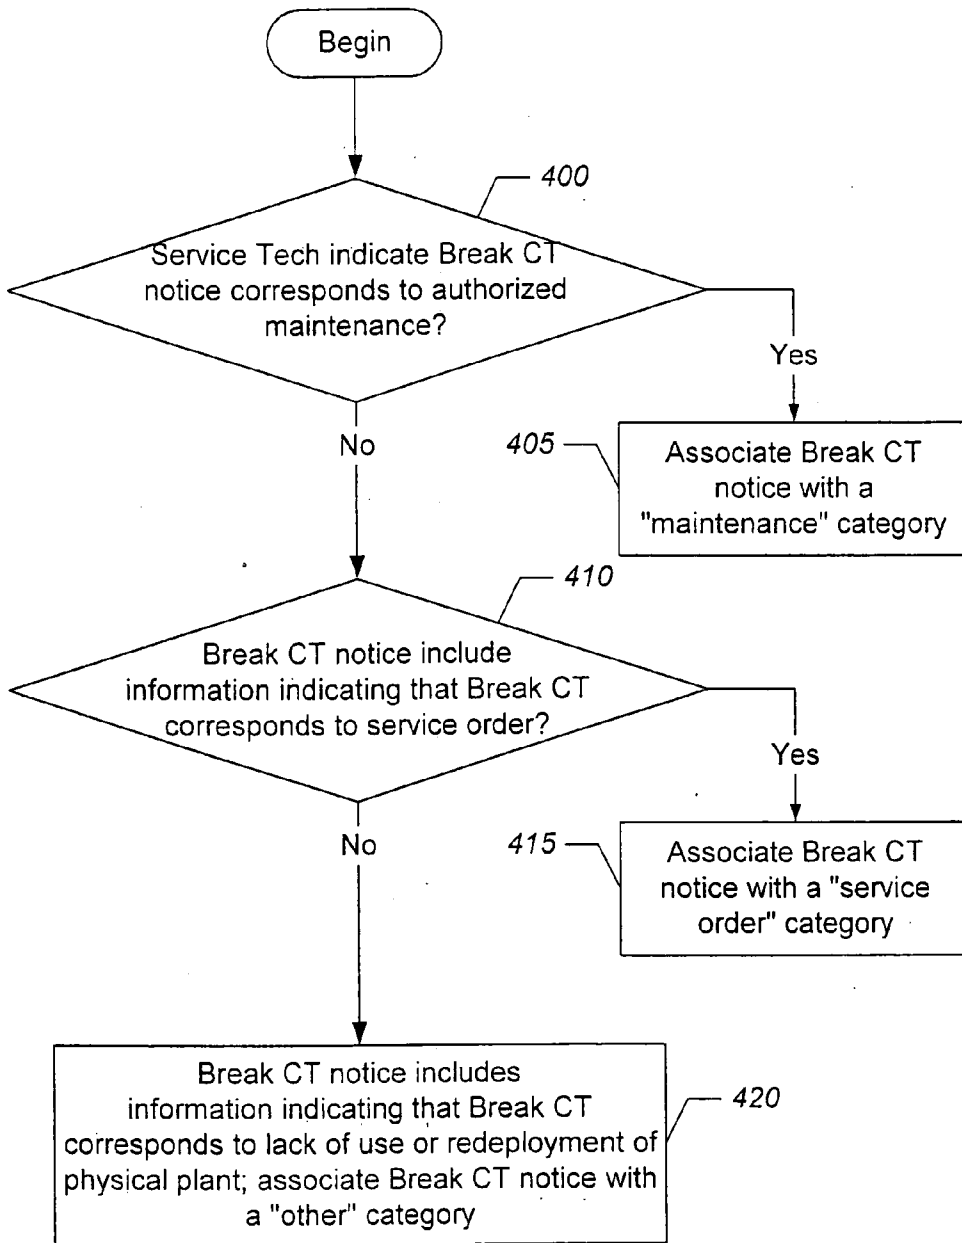 Begin
400
Service Tech indicate Break CT
notice corresponds to authorized
maintenance?
Yes
No
405
Associate Break CT
notice with a
"maintenance" category
410
Break CT notice include
information indicating that Break CT
corresponds to service order?
Yes
No
415
Associate Break CT
notice with a "service
order" category
Break CT notice includes
information indicating that Break CT
corresponds to lack of use or redeployment of
physical plant; associate Break CT notice with
a "other" category
420